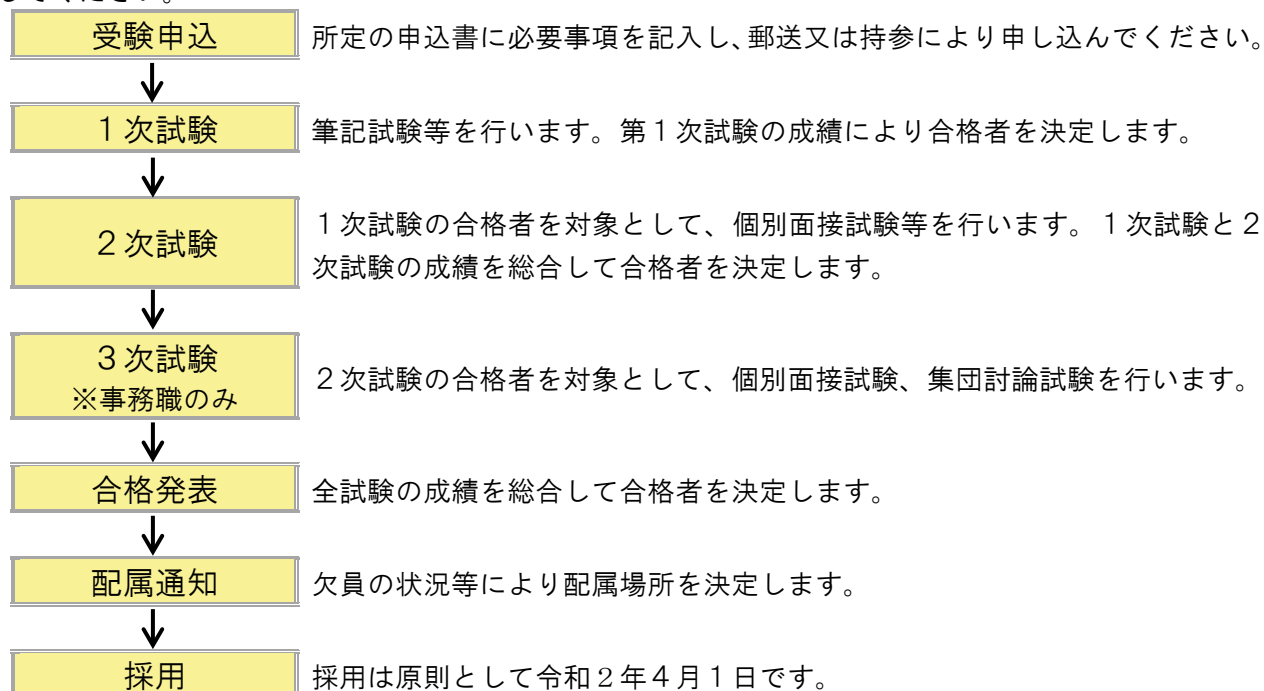 してください。
受験申込
所定の申込書に必要事項を記入し、郵送又は持参により申し込んでください。
１次試験
筆記試験等を行います。第１次試験の成績により合格者を決定します。
２次試験
１次試験の合格者を対象として、個別面接試験等を行います。１次試験と２
次試験の成績を総合して合格者を決定します。
３次試験
※事務職のみ
２次試験の合格者を対象として、個別面接試験、集団討論試験を行います。
合格発表
全試験の成績を総合して合格者を決定します。
配属通知
欠員の状況等により配属場所を決定します。
採用
採用は原則として令和２年４月１日です。